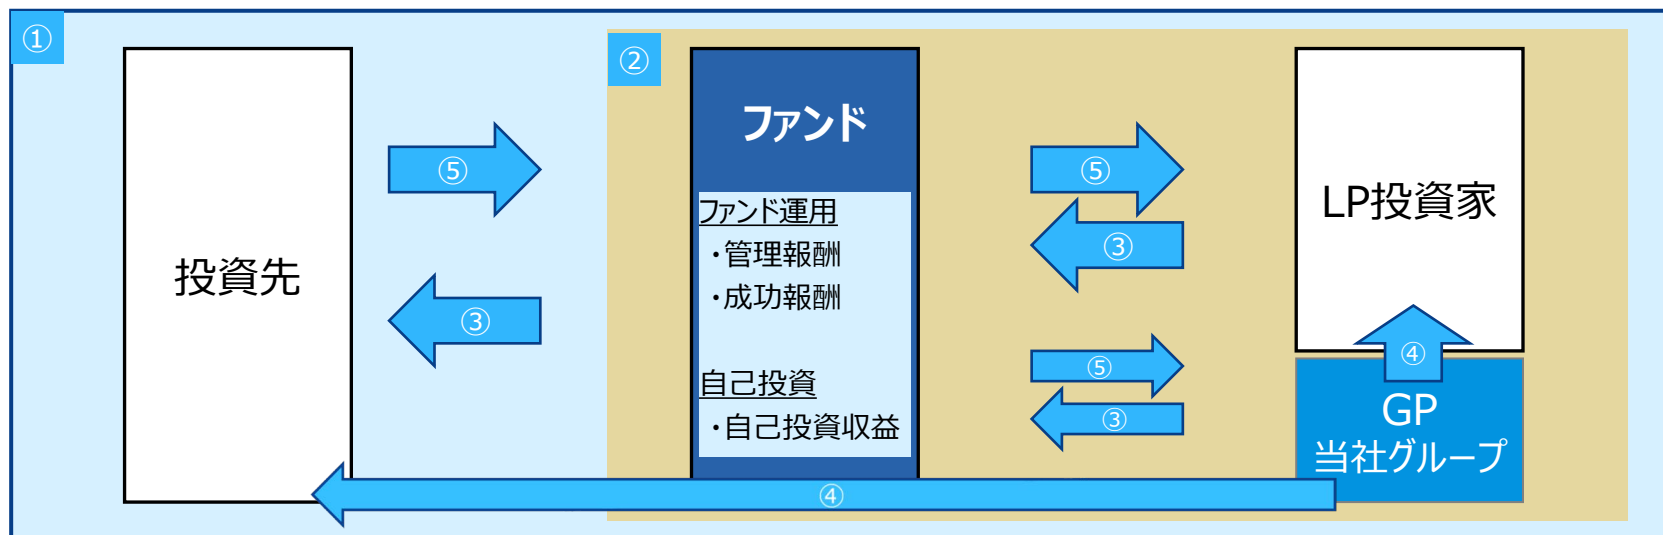 ①
②
ファンド
⑤
⑤
LP投資家
ファンド運用
・管理報酬
・成功報酬
③
投資先
③
④
⑤
自己投資
・自己投資収益
③
GP
当社グループ
④